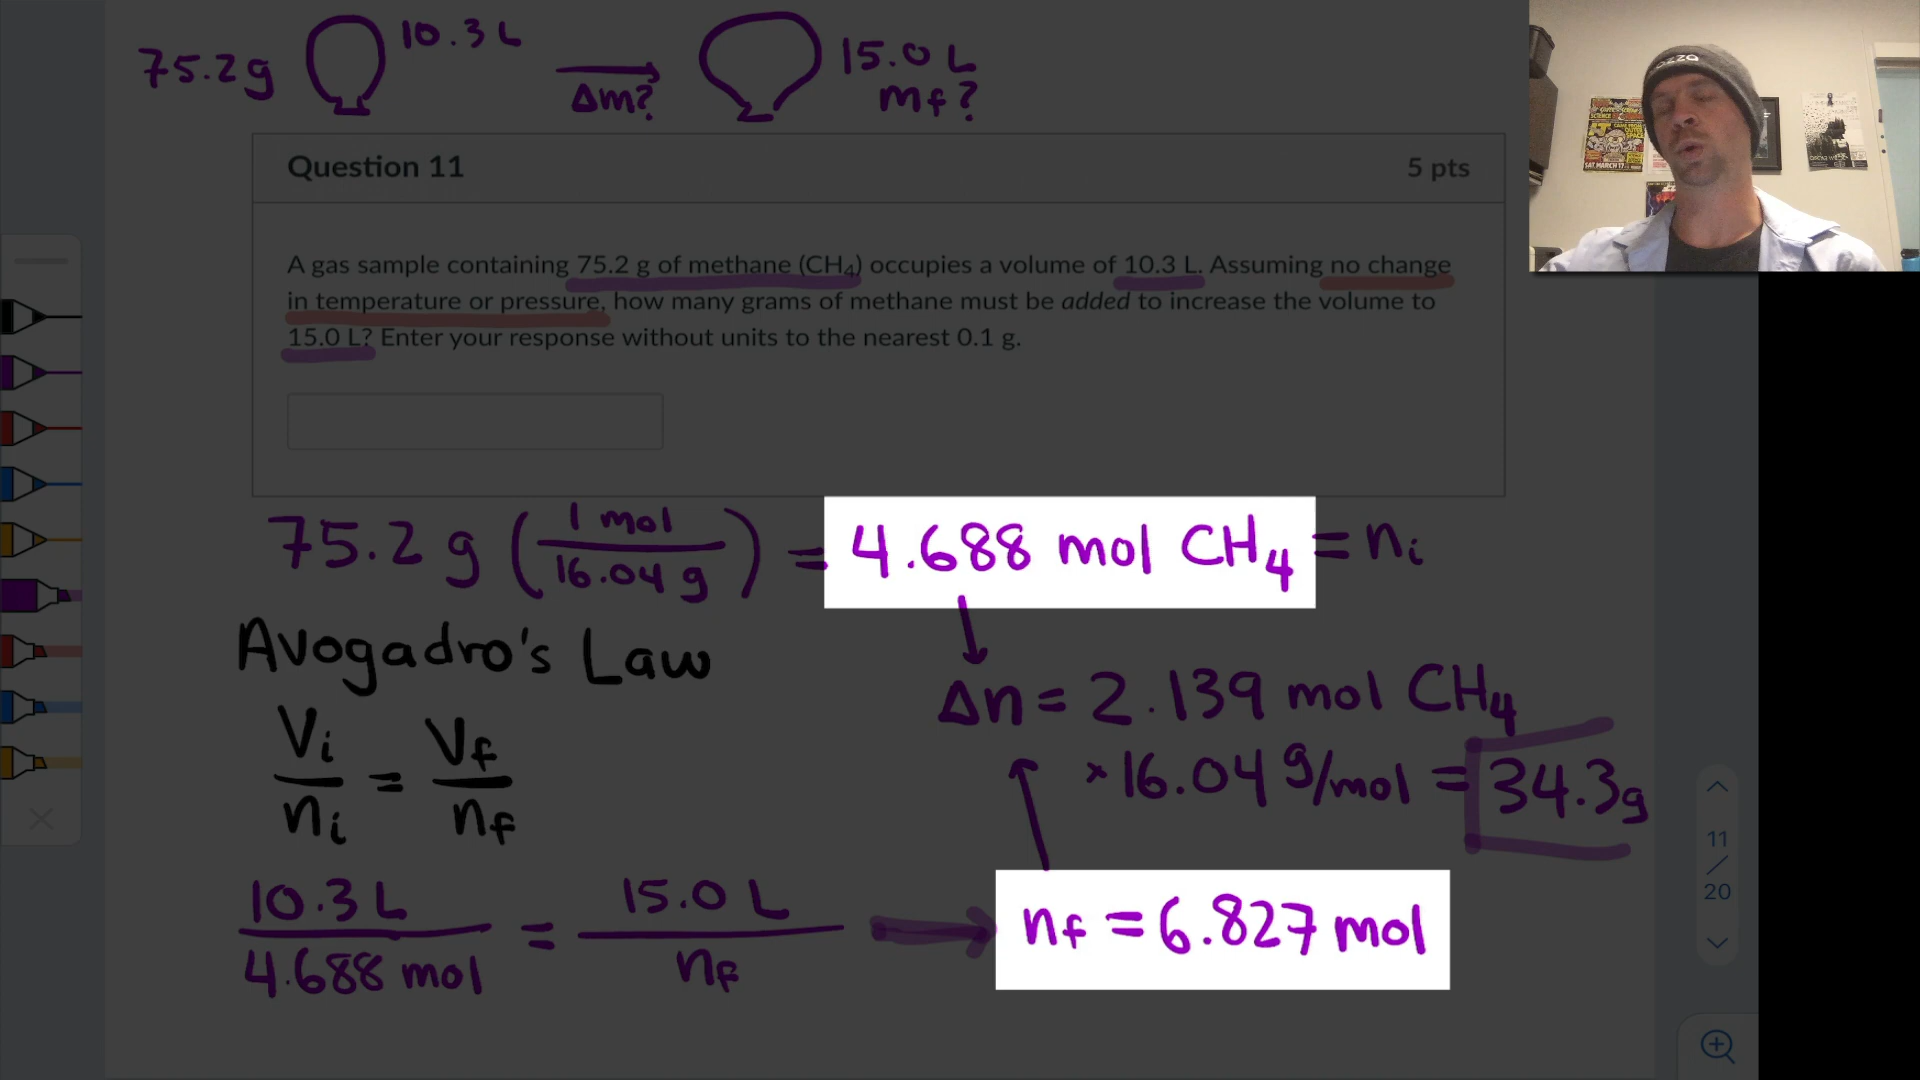 75.2g 10.3 L
Δm?
15.0 L
mf?
OZZA
Question 11
5 pts
A gas sample containing 75.2 g of methane (CH₄) occupies a volume of 10.3 L. Assuming no change
in temperature or pressure, how many grams of methane must be added to increase the volume to
15.0 L? Enter your response without units to the nearest 0.1 g.
75.2 g (1 mol / 16.04 g) = 4.688 mol CH₄ = ni
Avogadro's Law
Vi / ni = Vf / nf
Δn = 2.139 mol CH₄
× 16.04 g/mol = 34.3g
10.3 L / 4.688 mol = 15.0 L / nf
nf = 6.827 mol
11
/
20